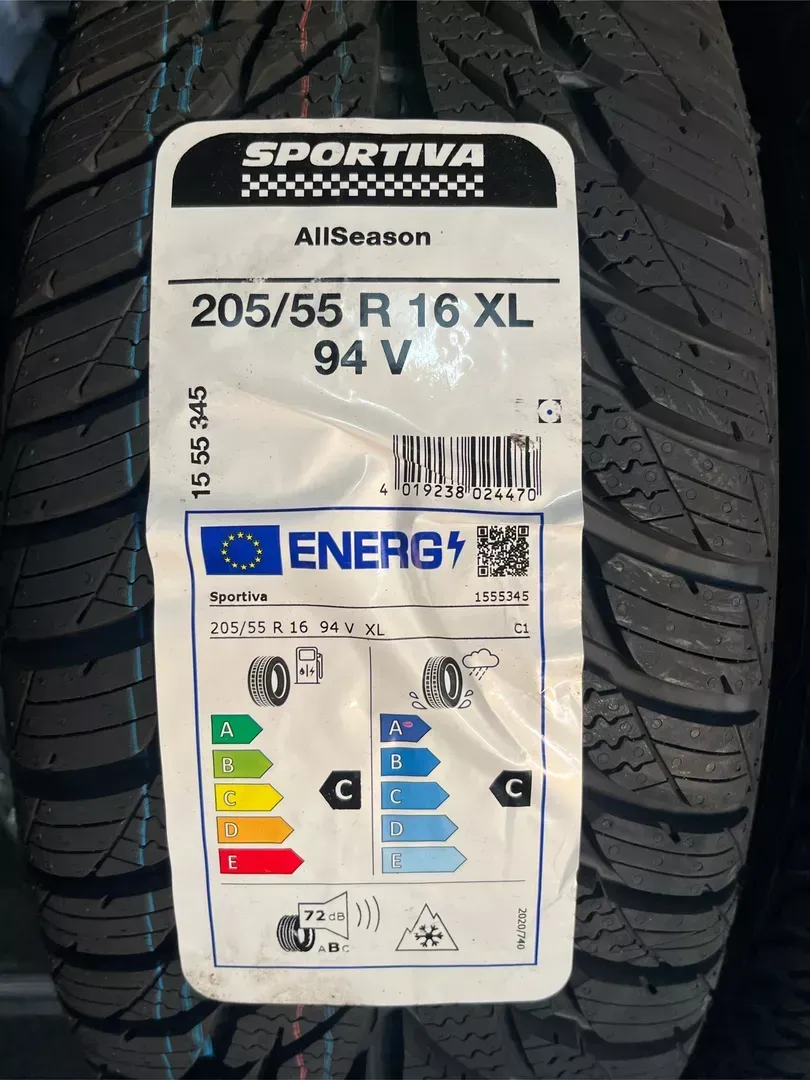 SPORTIVA
AllSeason
205/55 R 16 XL
94 V
15 55 345
4 019238 024470
ENERG
Sportiva 1555345
205/55 R 16 94 V XL C1
A A
B B
C C C C
D D
E E
72 dB
ABC
2020/740